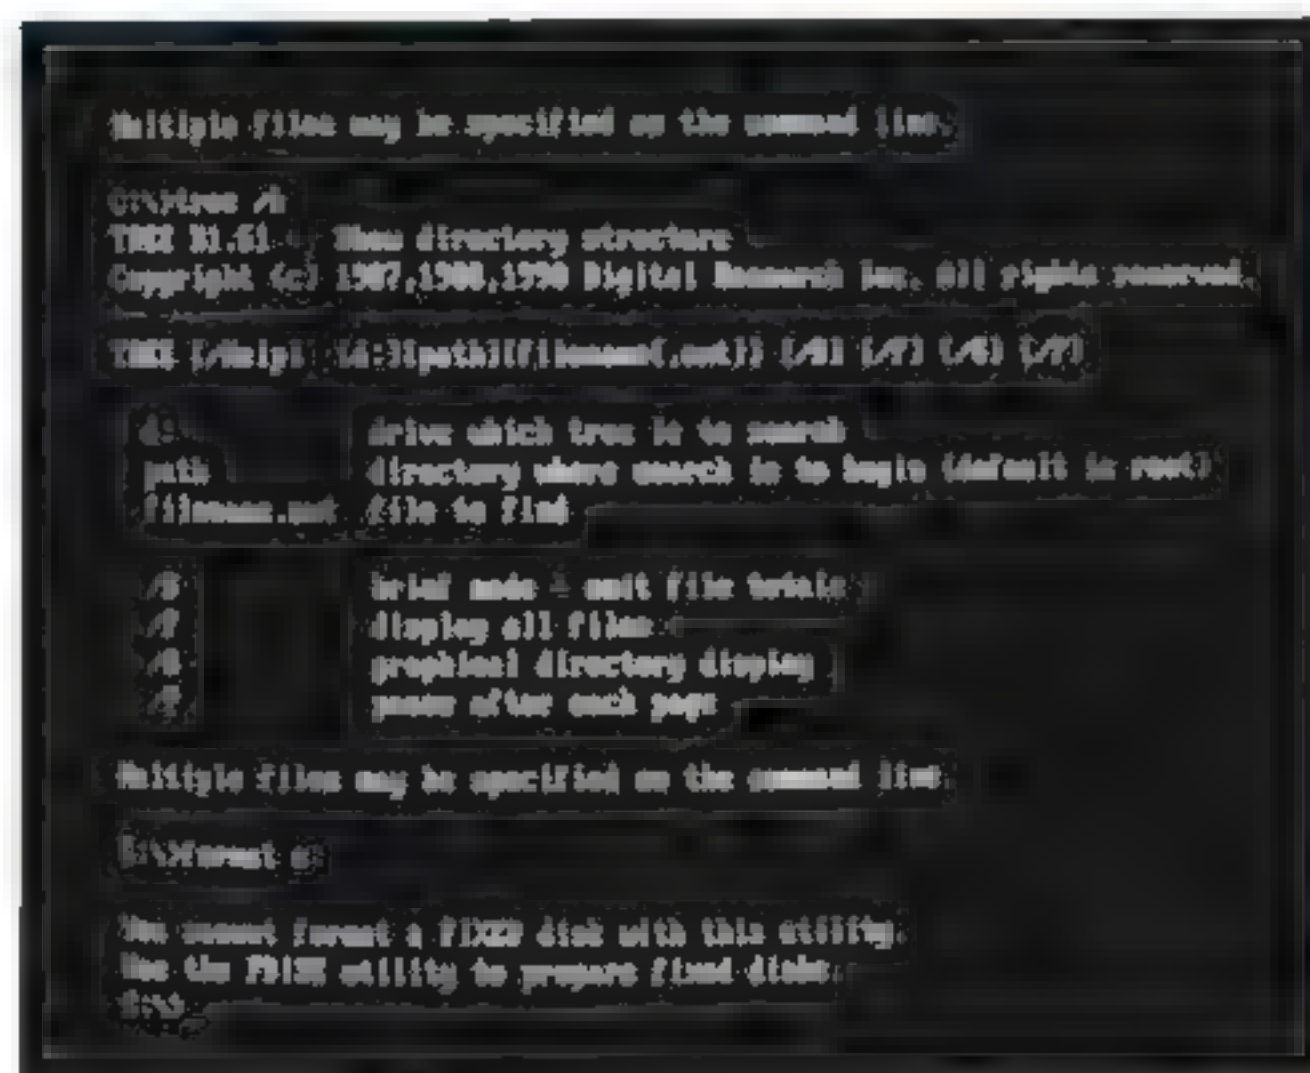 Multiple files may be specified on the command line.
C:\>tree /h
TREE R1.61 Show directory structure
Copyright (c) 1987,1988,1990 Digital Research Inc. All rights reserved.
TREE [/Help] [d:][path][filename[.ext]]
d: drive which tree is to search
path directory where search is to begin (default is root)
filename.ext file to find
/B brief mode - omit file totals
/F display all files
/G graphical directory display
/P pause after each page
Multiple files may be specified on the command line.
C:\>format c:
You cannot format a FIXED disk with this utility.
Use the FDISK utility to prepare fixed disks.
C:\>